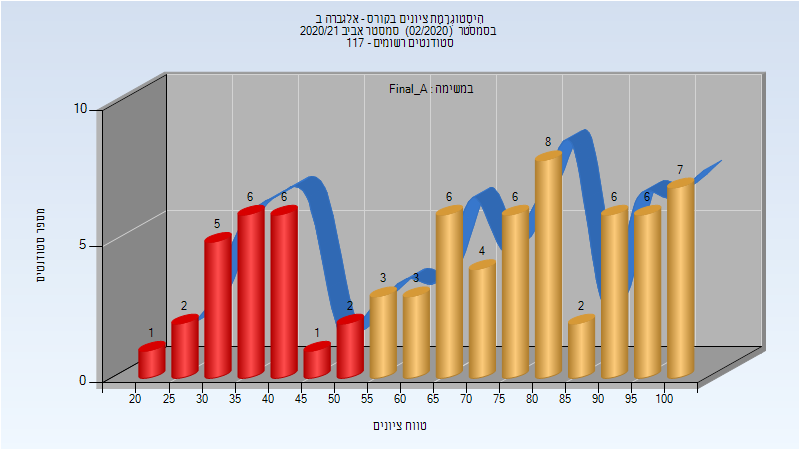 היסטוגרמת ציונים בקורס - אלגברה ב
בסמסטר (02/2020) סמסטר אביב 2020/21
סטודנטים רשומים - 117
במשימה : Final_A
מספר סטודנטים
10
5
0
1
2
5
6
6
1
2
3
3
6
4
6
8
2
6
6
7
20 25 30 35 40 45 50 55 60 65 70 75 80 85 90 95 100
טווח ציונים